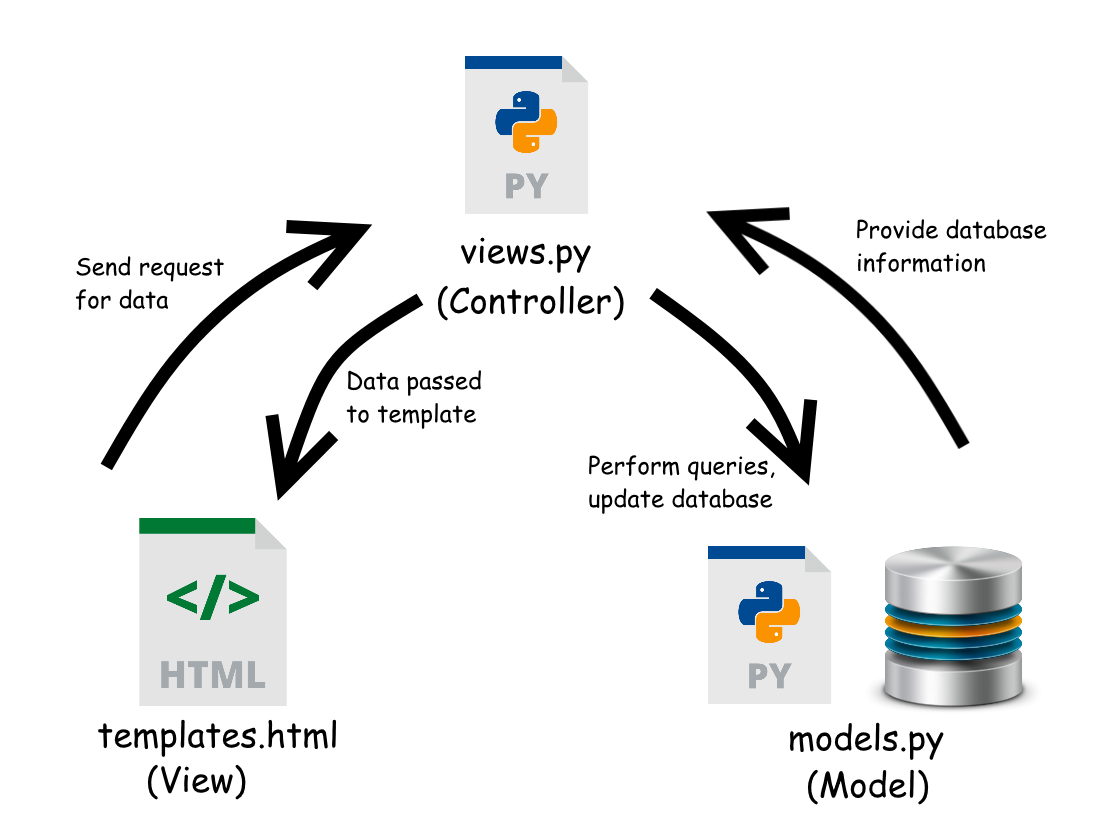 PY
views.py
(Controller)
Send request
for data
Provide database
information
Data passed
to template
Perform queries,
update database
</>
HTML
templates.html
(View)
PY
models.py
(Model)